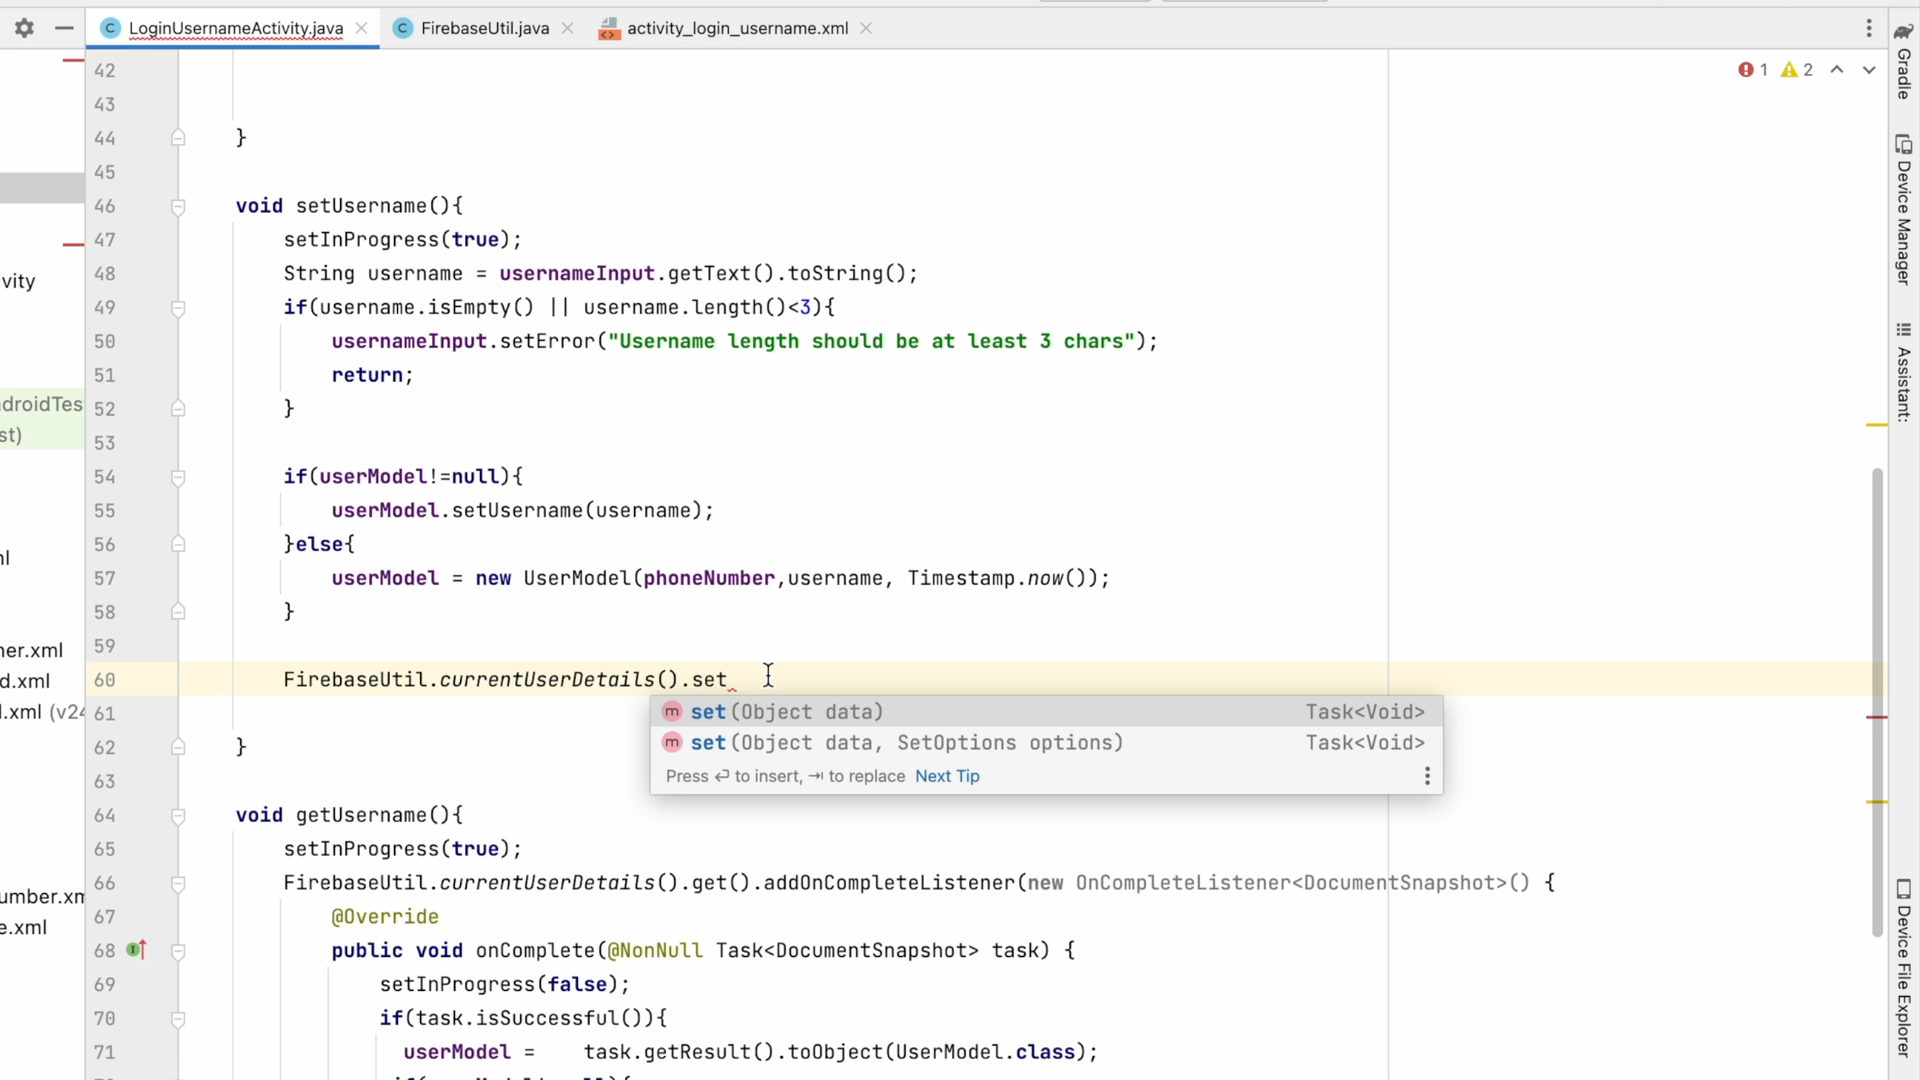 LoginUsernameActivity.java FirebaseUtil.java activity_login_username.xml
1 2
42
43
44 }
45
46 void setUsername(){
47 setInProgress(true);
48 String username = usernameInput.getText().toString();
49 if(username.isEmpty() || username.length()<3){
50 usernameInput.setError("Username length should be at least 3 chars");
51 return;
52 }
53
54 if(userModel!=null){
55 userModel.setUsername(username);
56 }else{
57 userModel = new UserModel(phoneNumber,username, Timestamp.now());
58 }
59
60 FirebaseUtil.currentUserDetails().set
61
62 }
63
64 void getUsername(){
65 setInProgress(true);
66 FirebaseUtil.currentUserDetails().get().addOnCompleteListener(new OnCompleteListener<DocumentSnapshot>() {
67 @Override
68 public void onComplete(@NonNull Task<DocumentSnapshot> task) {
69 setInProgress(false);
70 if(task.isSuccessful()){
71 userModel = task.getResult().toObject(UserModel.class);
set(Object data) Task<Void>
set(Object data, SetOptions options) Task<Void>
Press ↩ to insert, ⇥ to replace Next Tip
vity
droidTes
st)
nl
ner.xml
d.xml
l.xml (v24
umber.xm
e.xml
Gradle
Device Manager
Assistant:
Device File Explorer